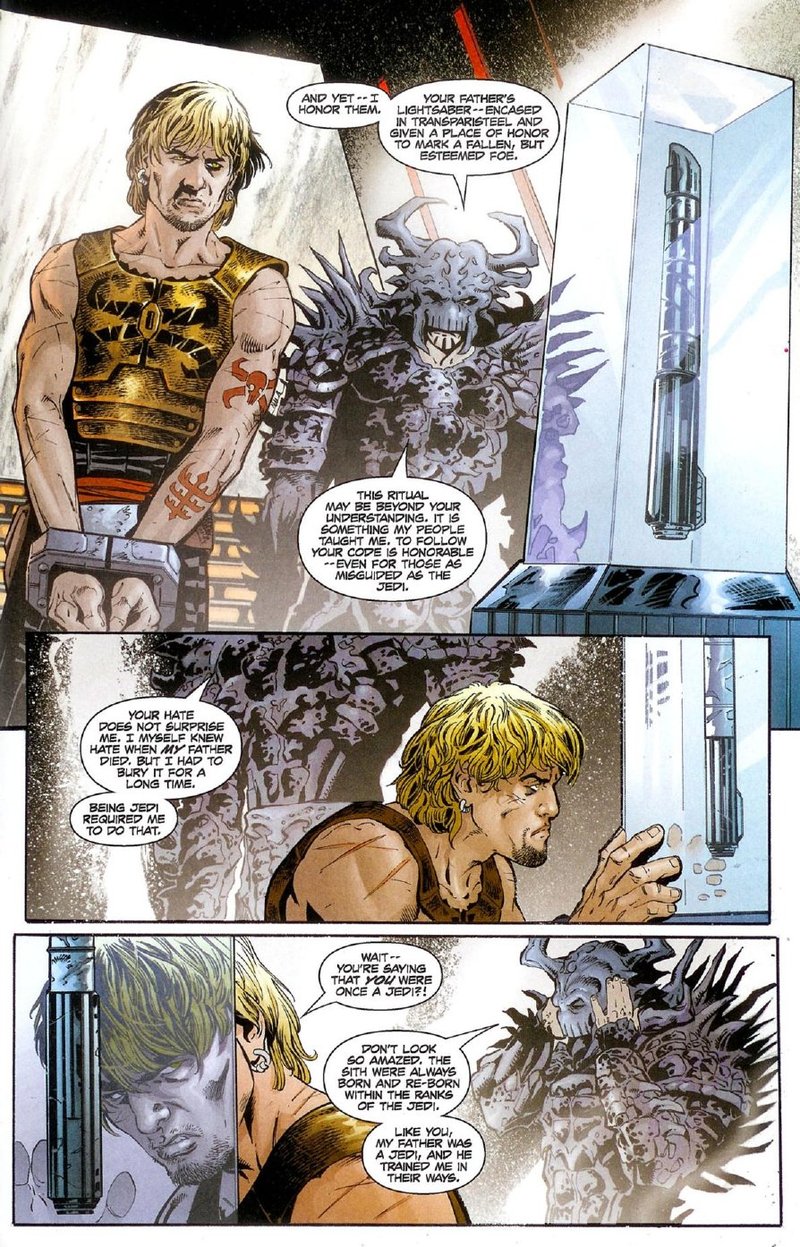 AND YET--I
HONOR THEM.
YOUR FATHER'S
LIGHTSABER--ENCASED
IN TRANSPARISTEEL AND
GIVEN A PLACE OF HONOR
TO MARK A FALLEN, BUT
ESTEEMED FOE.
THIS RITUAL
MAY BE BEYOND YOUR
UNDERSTANDING. IT IS
SOMETHING MY PEOPLE
TAUGHT ME. TO FOLLOW
YOUR CODE IS HONORABLE
--EVEN FOR THOSE AS
MISGUIDED AS THE
JEDI.
YOUR HATE
DOES NOT SURPRISE
ME. I MYSELF KNEW
HATE WHEN MY FATHER
DIED. BUT I HAD TO
BURY IT FOR A
LONG TIME.
BEING JEDI
REQUIRED ME
TO DO THAT.
WAIT--
YOU'RE SAYING
THAT YOU WERE
ONCE A JEDI?!
DON'T LOOK
SO AMAZED. THE
SITH WERE ALWAYS
BORN AND RE-BORN
WITHIN THE RANKS
OF THE JEDI.
LIKE YOU,
MY FATHER WAS
A JEDI, AND HE
TRAINED ME IN
THEIR WAYS.